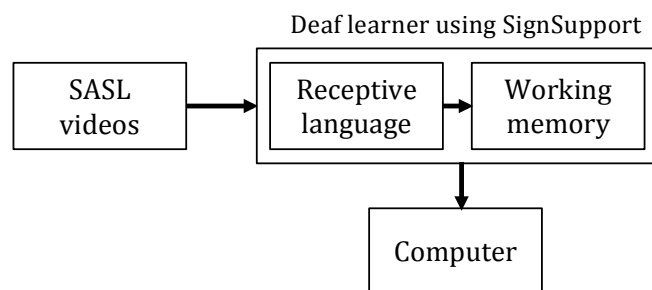 Deaf learner using SignSupport
SASL
videos
Receptive
language
Working
memory
Computer